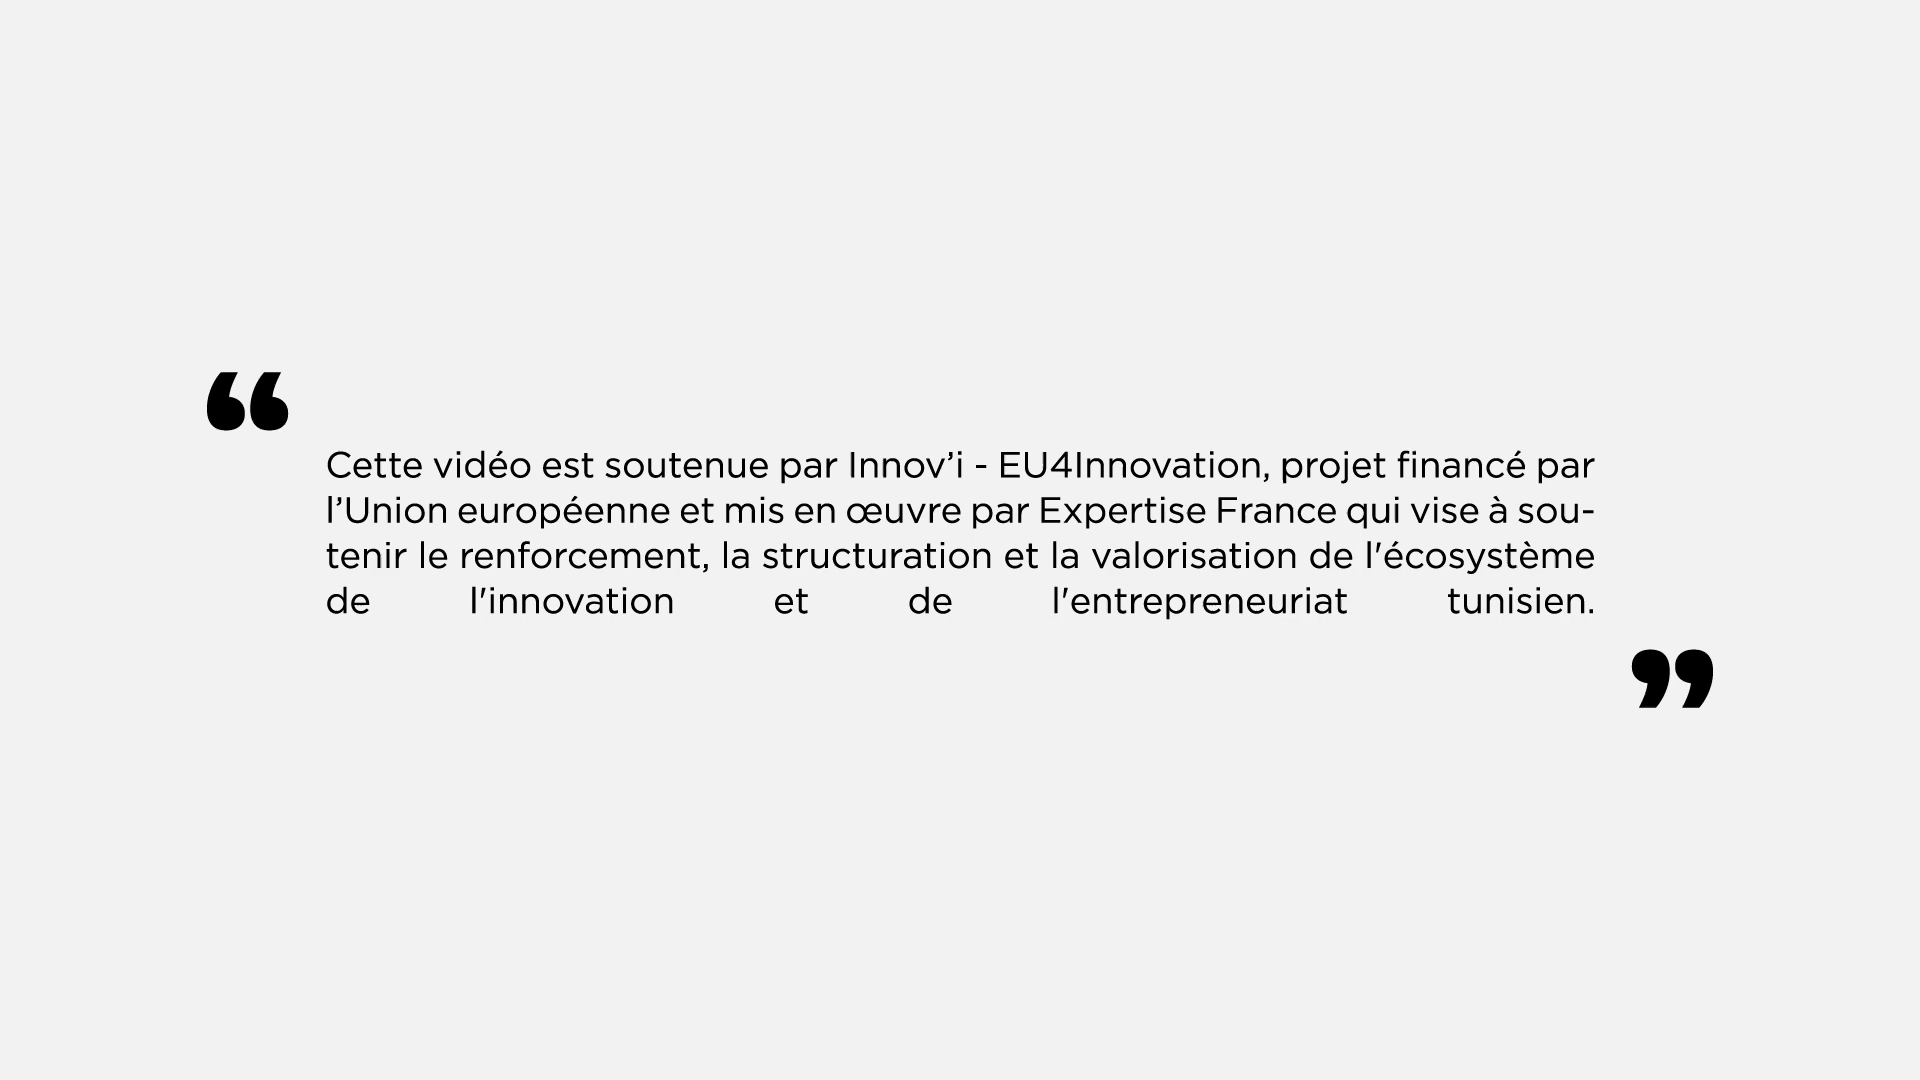 “
Cette vidéo est soutenue par Innov’i - EU4Innovation, projet financé par
l’Union européenne et mis en œuvre par Expertise France qui vise à sou-
tenir le renforcement, la structuration et la valorisation de l'écosystème
de l'innovation et de l'entrepreneuriat tunisien.
”